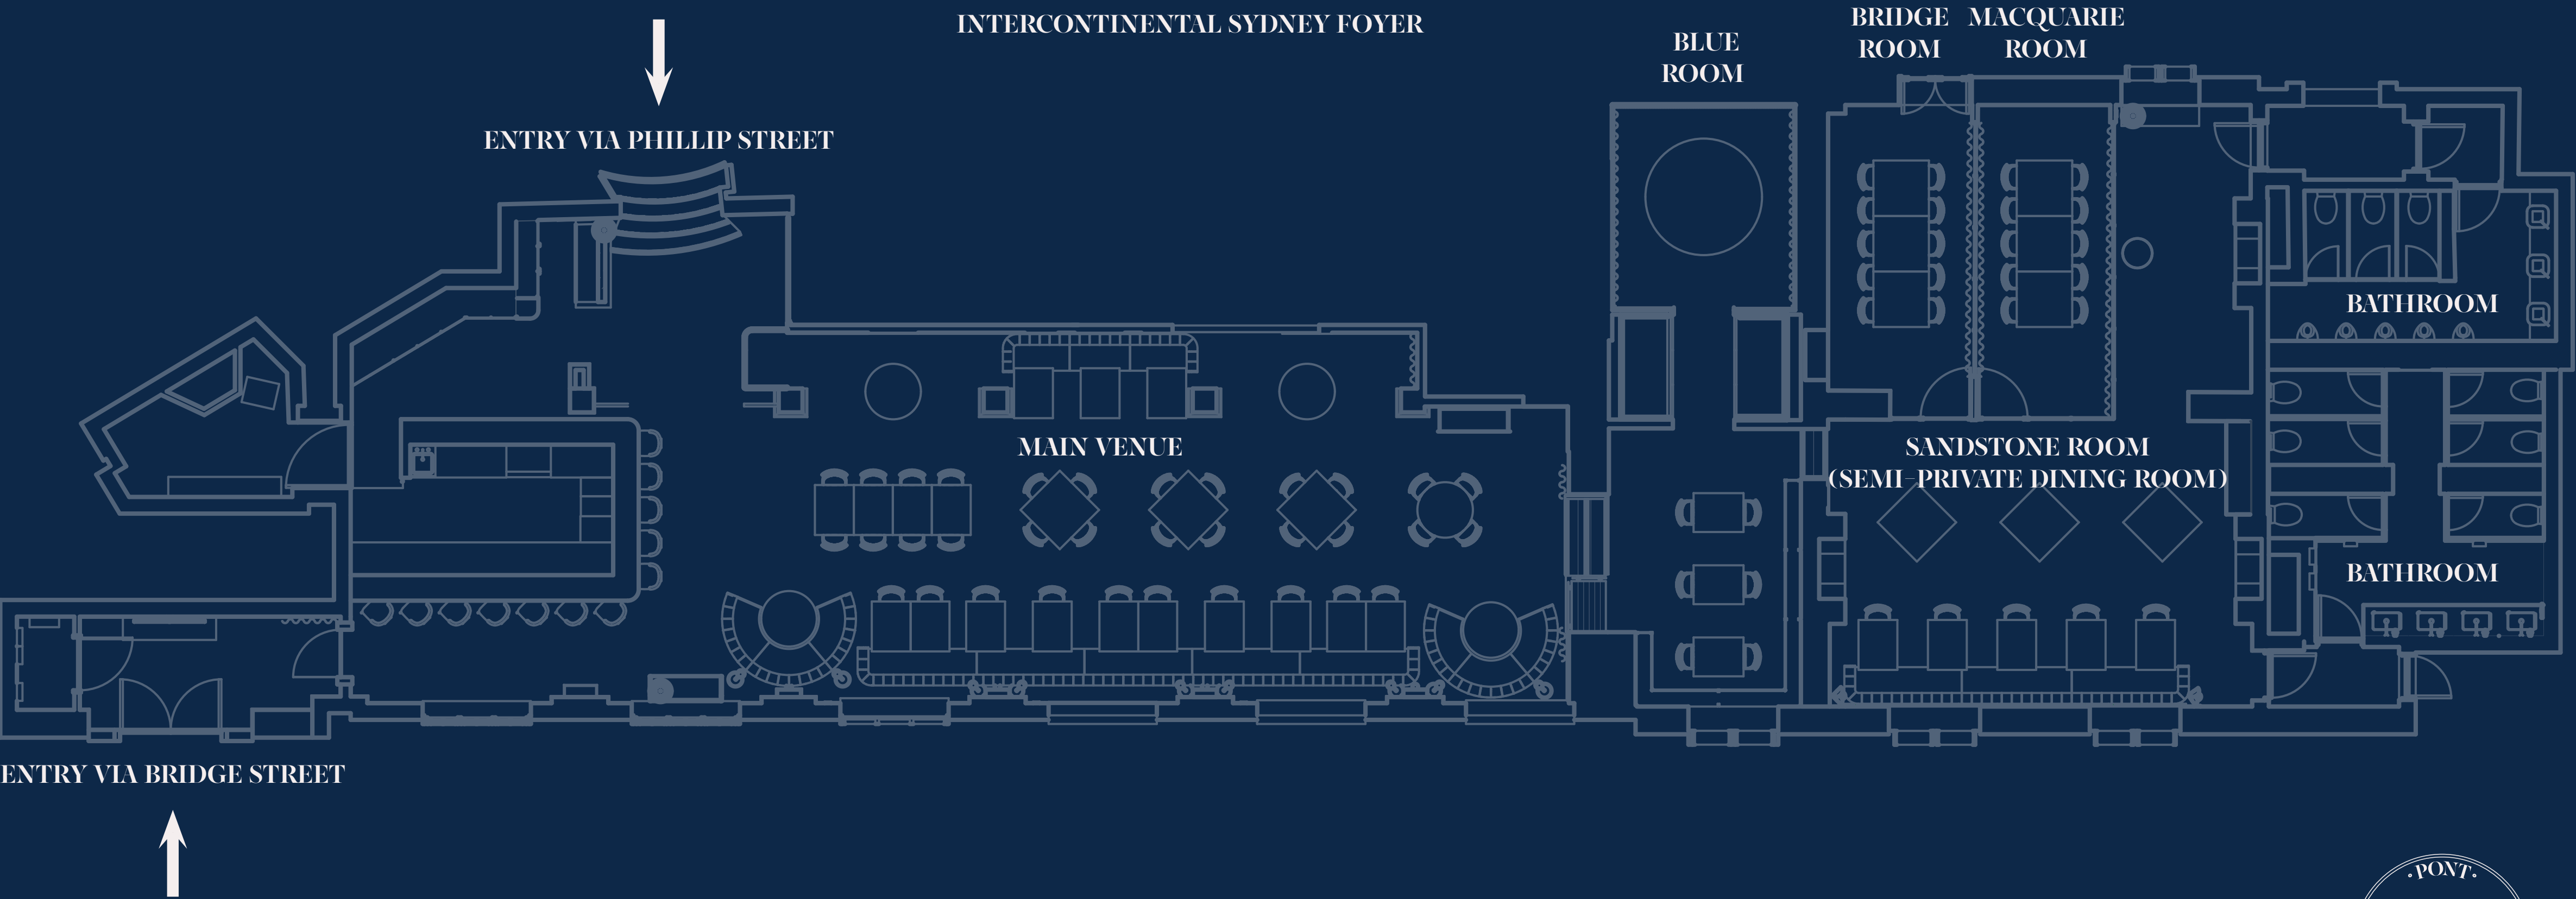 INTERCONTINENTAL SYDNEY FOYER
BRIDGE
ROOM
MACQUARIE
ROOM
BLUE
ROOM
ENTRY VIA PHILLIP STREET
BATHROOM
MAIN VENUE
SANDSTONE ROOM
(SEMI-PRIVATE DINING ROOM)
BATHROOM
ENTRY VIA BRIDGE STREET
·PONT·